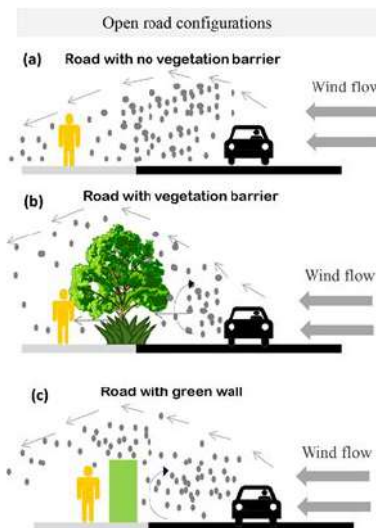 Open road configurations
(a)
Road with no vegetation barrier
Wind flow
(b)
Road with vegetation barrier
Wind flow
(c)
Road with green wall
Wind flow